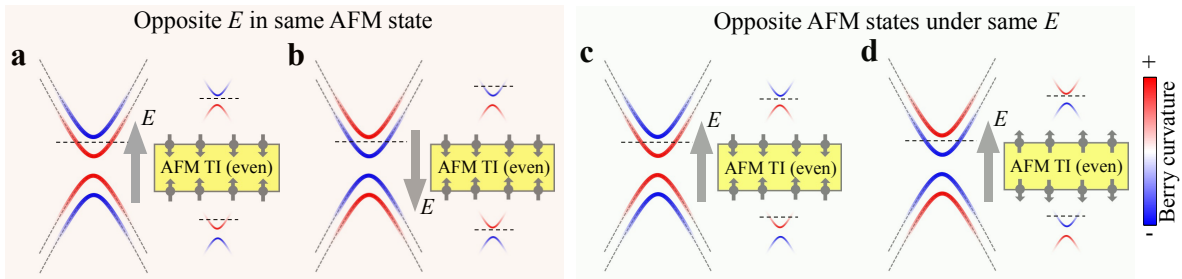 Opposite E in same AFM state
Opposite AFM states under same E
a
b
c
d
E
AFM TI (even)
E
AFM TI (even)
E
AFM TI (even)
E
AFM TI (even)
+
Berry curvature
-